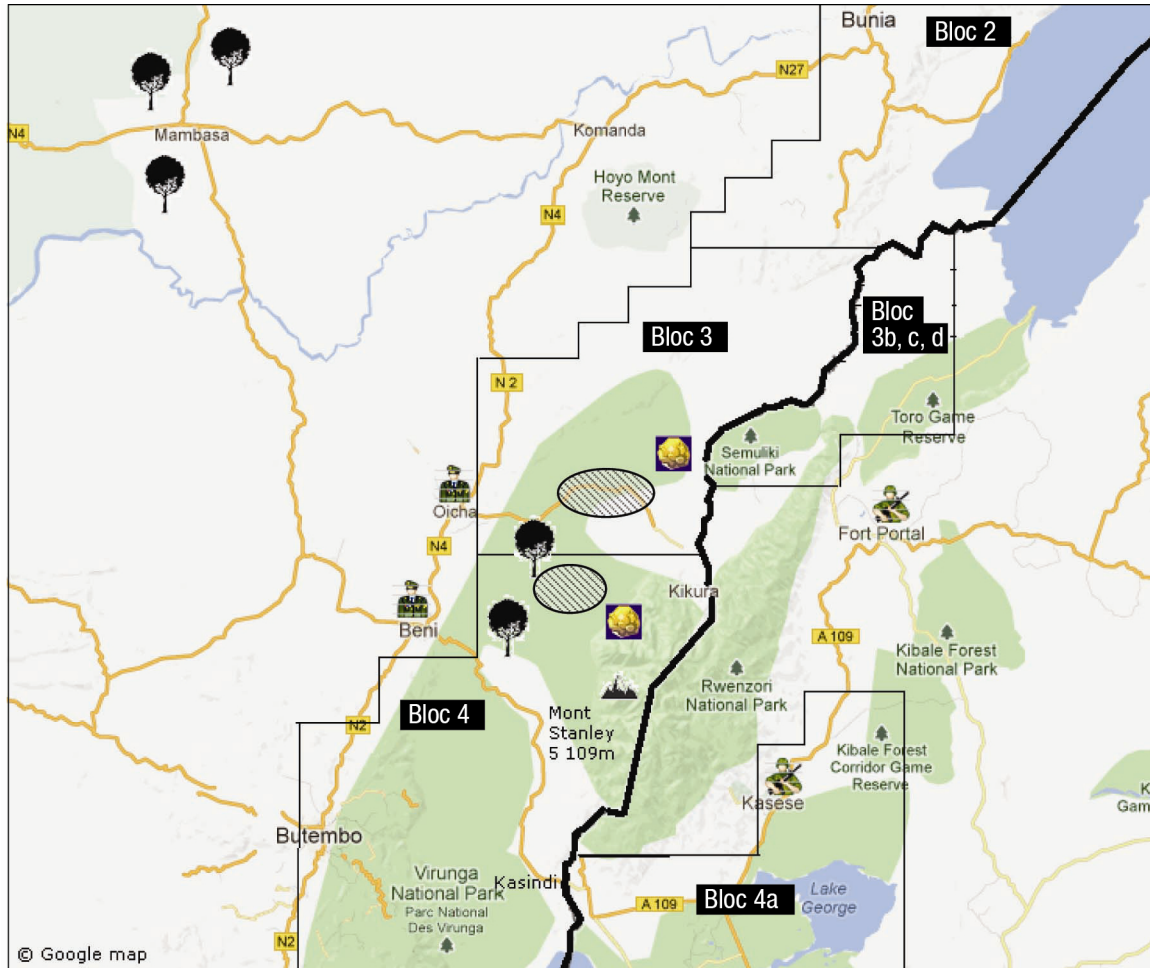 Bunia
Bloc 2
N27
N4
Mambasa
Komanda
Hoyo Mont
Reserve
N4
Bloc 3
Bloc
3b, c, d
N 2
Toro Game
Reserve
Semuliki
National Park
Oicha
Fort Portal
N4
Kikura
Beni
A 109
Kibale Forest
National Park
Rwenzori
National Park
Bloc 4
Mont
Stanley
5 109m
N2
Kibale Forest
Corridor Game
Reserve
Kasese
K
Gam
Butembo
Virunga
National Park
Parc National
Des Virunga
Kasindi
A 109
Bloc 4a
Lake
George
N2
© Google map